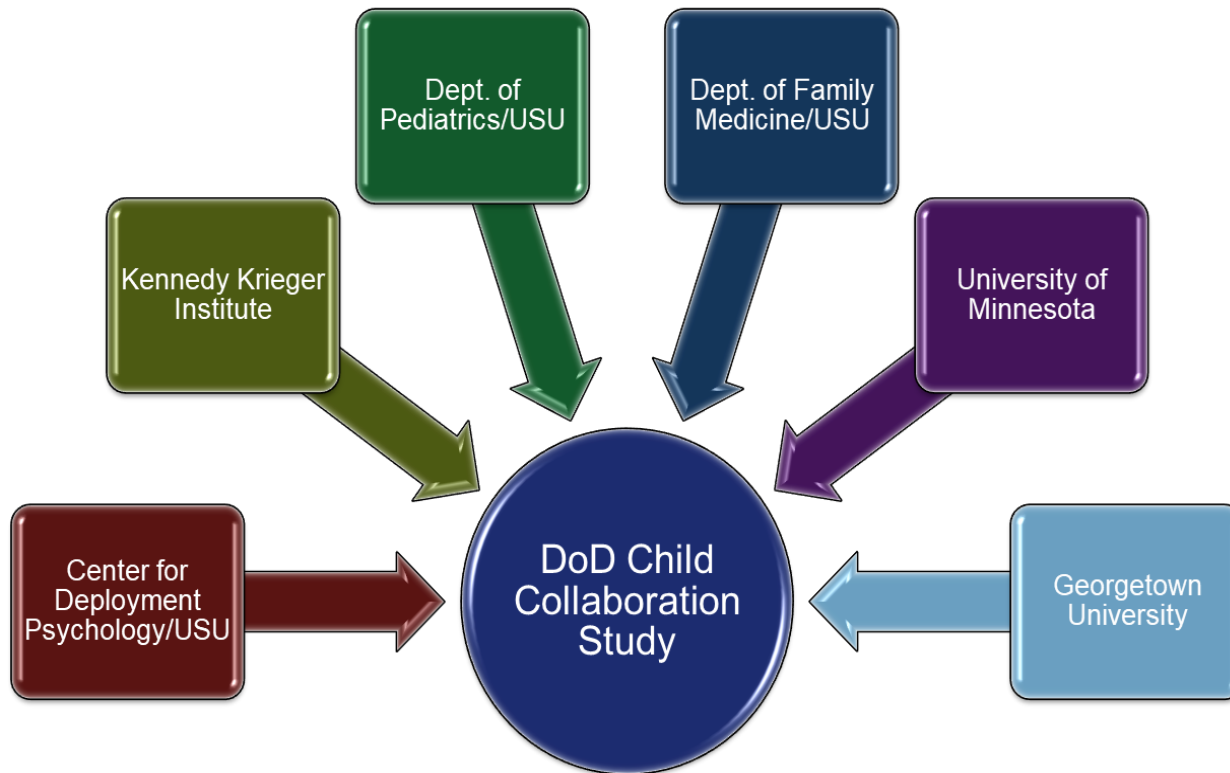 Dept. of
Pediatrics/USU
Dept. of Family
Medicine/USU
Kennedy Krieger
Institute
University of
Minnesota
Center for
Deployment
Psychology/USU
DoD Child
Collaboration
Study
Georgetown
University